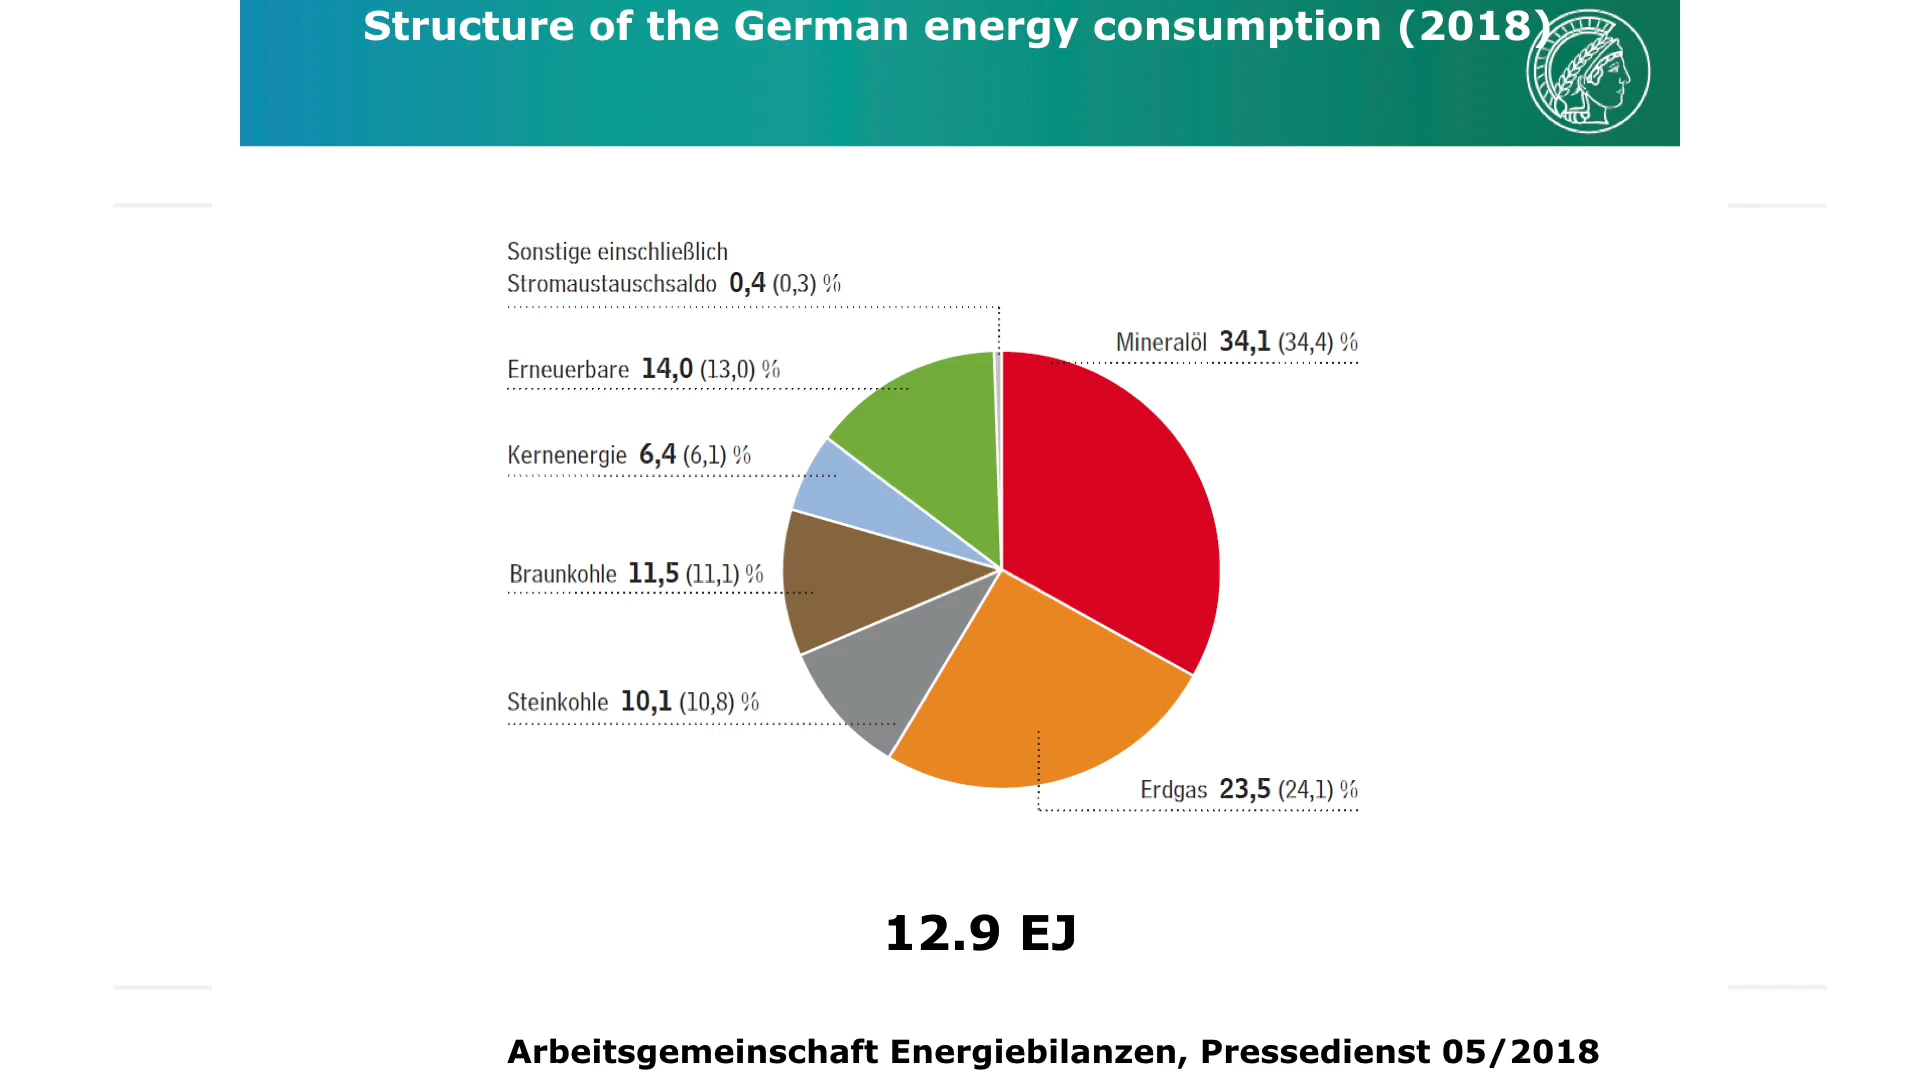 Structure of the German energy consumption (2018)
Sonstige einschließlich
Stromaustauschsaldo 0,4 (0,3) %
Mineralöl 34,1 (34,4) %
Erneuerbare 14,0 (13,0) %
Kernenergie 6,4 (6,1) %
Braunkohle 11,5 (11,1) %
Steinkohle 10,1 (10,8) %
Erdgas 23,5 (24,1) %
12.9 EJ
Arbeitsgemeinschaft Energiebilanzen, Pressedienst 05/2018